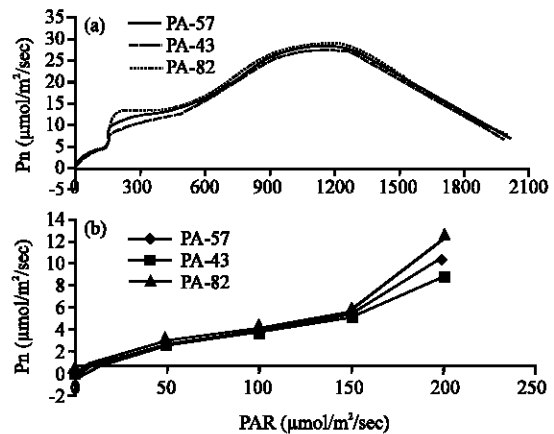 (a)
PA-57
PA-43
PA-82
Pn (µmol/m²/sec)
35
30
25
20
15
10
5
0
-5
300 600 900 1200 1500 1800 2100
(b)
PA-57
PA-43
PA-82
Pn (µmol/m²/sec)
14
12
10
8
6
4
2
0
-2
0 50 100 150 200 250
PAR (µmol/m²/sec)